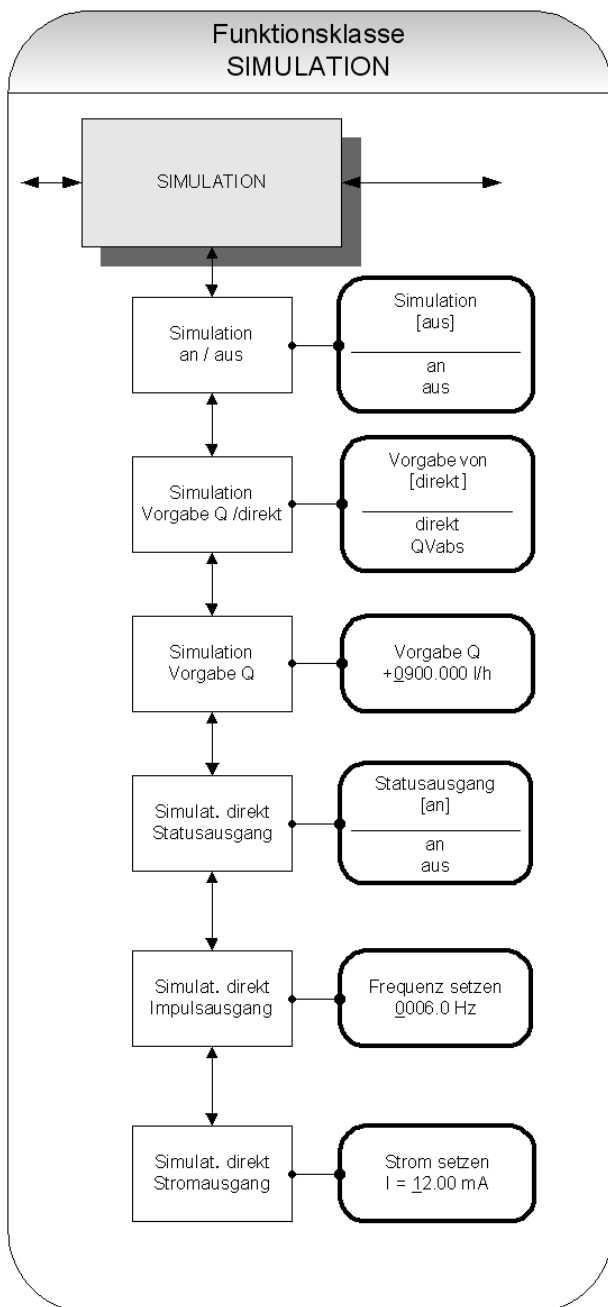 Funktionsklasse
SIMULATION
SIMULATION
Simulation
an / aus
Simulation
[aus]
an
aus
Simulation
Vorgabe Q /direkt
Vorgabe von
[direkt]
direkt
QVabs
Simulation
Vorgabe Q
Vorgabe Q
+0900.000 l/h
Simulat. direkt
Statusausgang
Statusausgang
[an]
an
aus
Simulat. direkt
Impulsausgang
Frequenz setzen
0006.0 Hz
Simulat. direkt
Stromausgang
Strom setzen
I = 12.00 mA